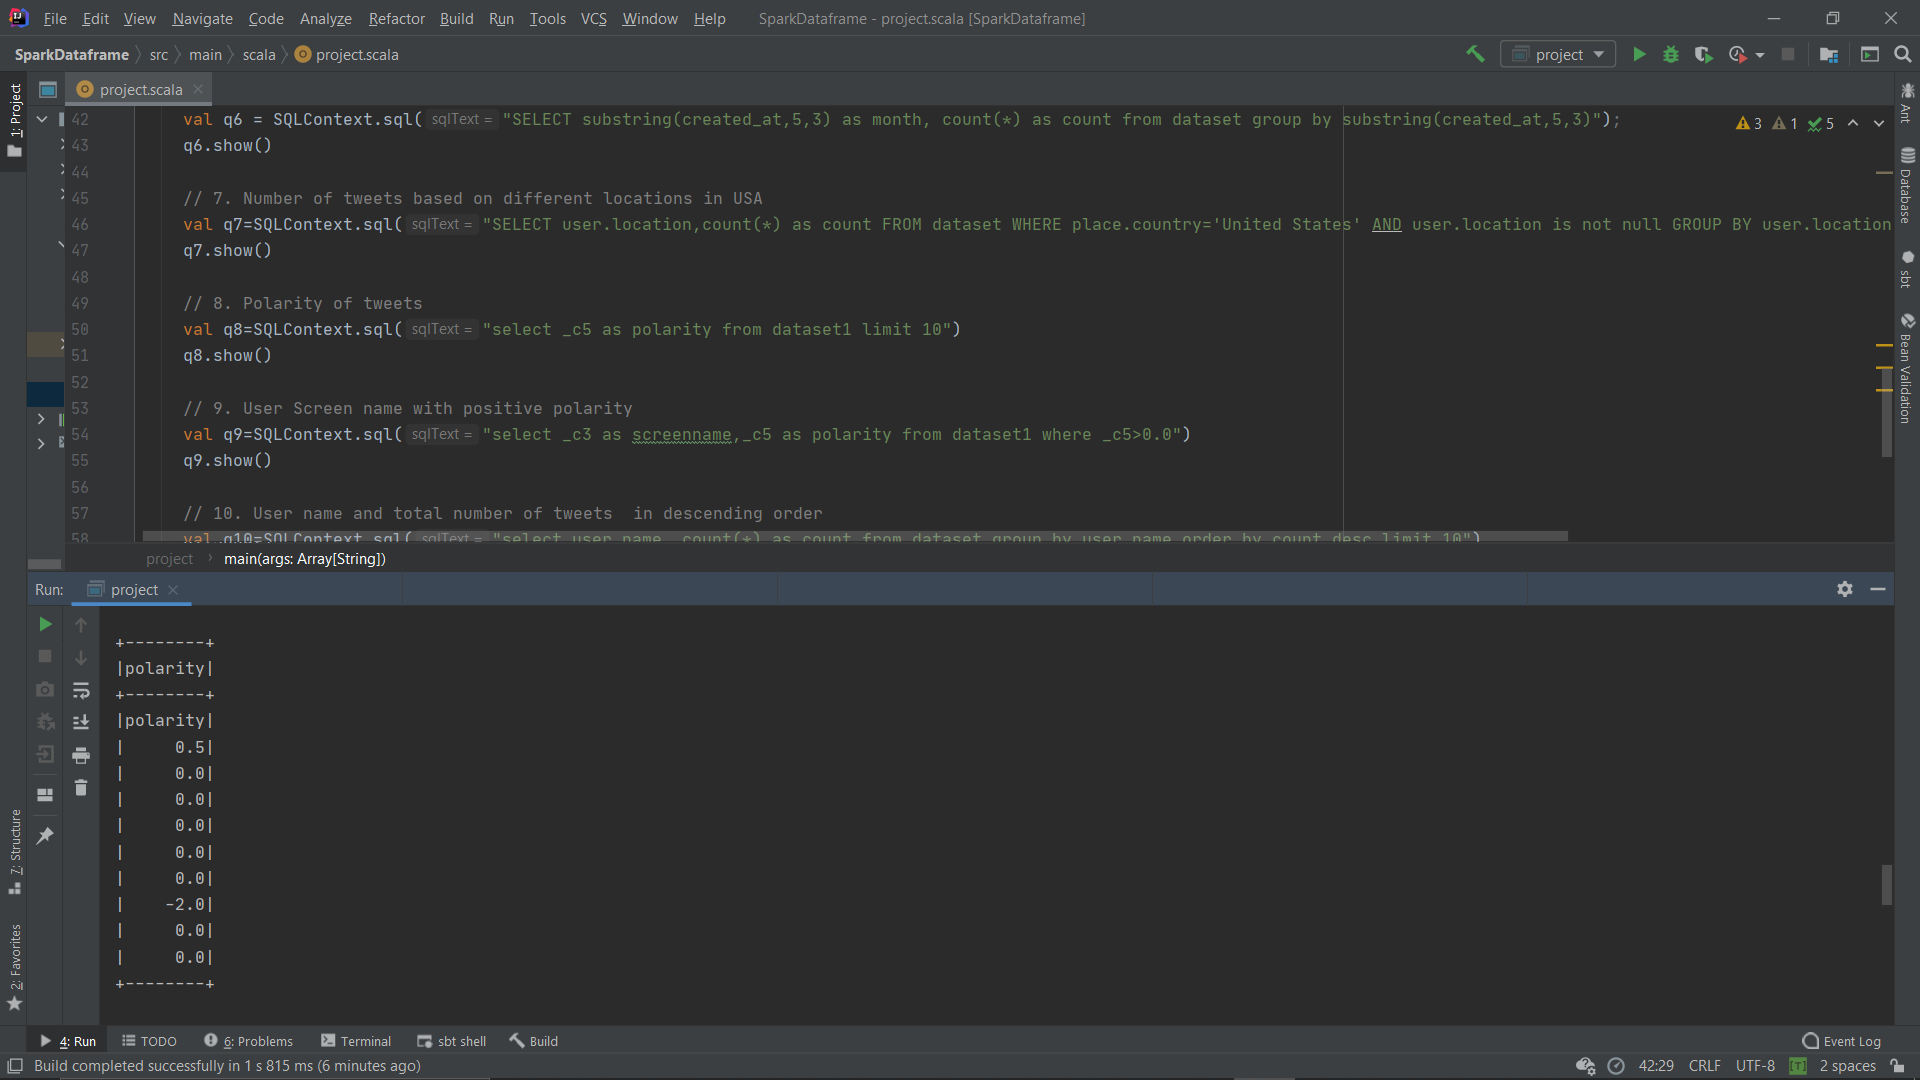 File Edit View Navigate Code Analyze Refactor Build Run Tools VCS Window Help SparkDataframe - project.scala [SparkDataframe]
SparkDataframe src main scala project.scala project
1: Project
project.scala
42 val q6 = SQLContext.sql( sqlText = "SELECT substring(created_at,5,3) as month, count(*) as count from dataset group by substring(created_at,5,3)");
3 1 5
43 q6.show()
44
45 // 7. Number of tweets based on different locations in USA
46 val q7=SQLContext.sql( sqlText = "SELECT user.location,count(*) as count FROM dataset WHERE place.country='United States' AND user.location is not null GROUP BY user.location
47 q7.show()
48
49 // 8. Polarity of tweets
50 val q8=SQLContext.sql( sqlText = "select _c5 as polarity from dataset1 limit 10")
51 q8.show()
52
53 // 9. User Screen name with positive polarity
54 val q9=SQLContext.sql( sqlText = "select _c3 as screenname,_c5 as polarity from dataset1 where _c5>0.0")
55 q9.show()
56
57 // 10. User name and total number of tweets  in descending order
58 val q10=SQLContext.sql( sqlText = "select user.name, count(*) as count from dataset group by user.name order by count desc limit 10")
Ant
Database
sbt
Bean Validation
project main(args: Array[String])
Run: project
+--------+
|polarity|
+--------+
|polarity|
|     0.5|
|     0.0|
|     0.0|
|     0.0|
|     0.0|
|     0.0|
|    -2.0|
|     0.0|
|     0.0|
+--------+
7: Structure
2: Favorites
4: Run TODO 6: Problems Terminal sbt shell Build Event Log
Build completed successfully in 1 s 815 ms (6 minutes ago) 42:29 CRLF UTF-8 [T] 2 spaces